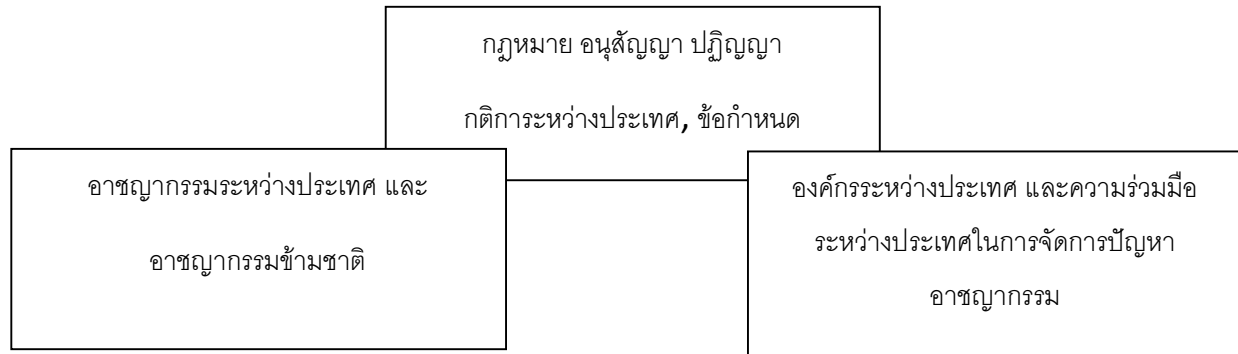 กฎหมาย อนุสัญญา ปฏิญญา
กติการะหว่างประเทศ, ข้อกำหนด
อาชญากรรมระหว่างประเทศ และ
อาชญากรรมข้ามชาติ
องค์กรระหว่างประเทศ และความร่วมมือ
ระหว่างประเทศในการจัดการปัญหา
อาชญากรรม